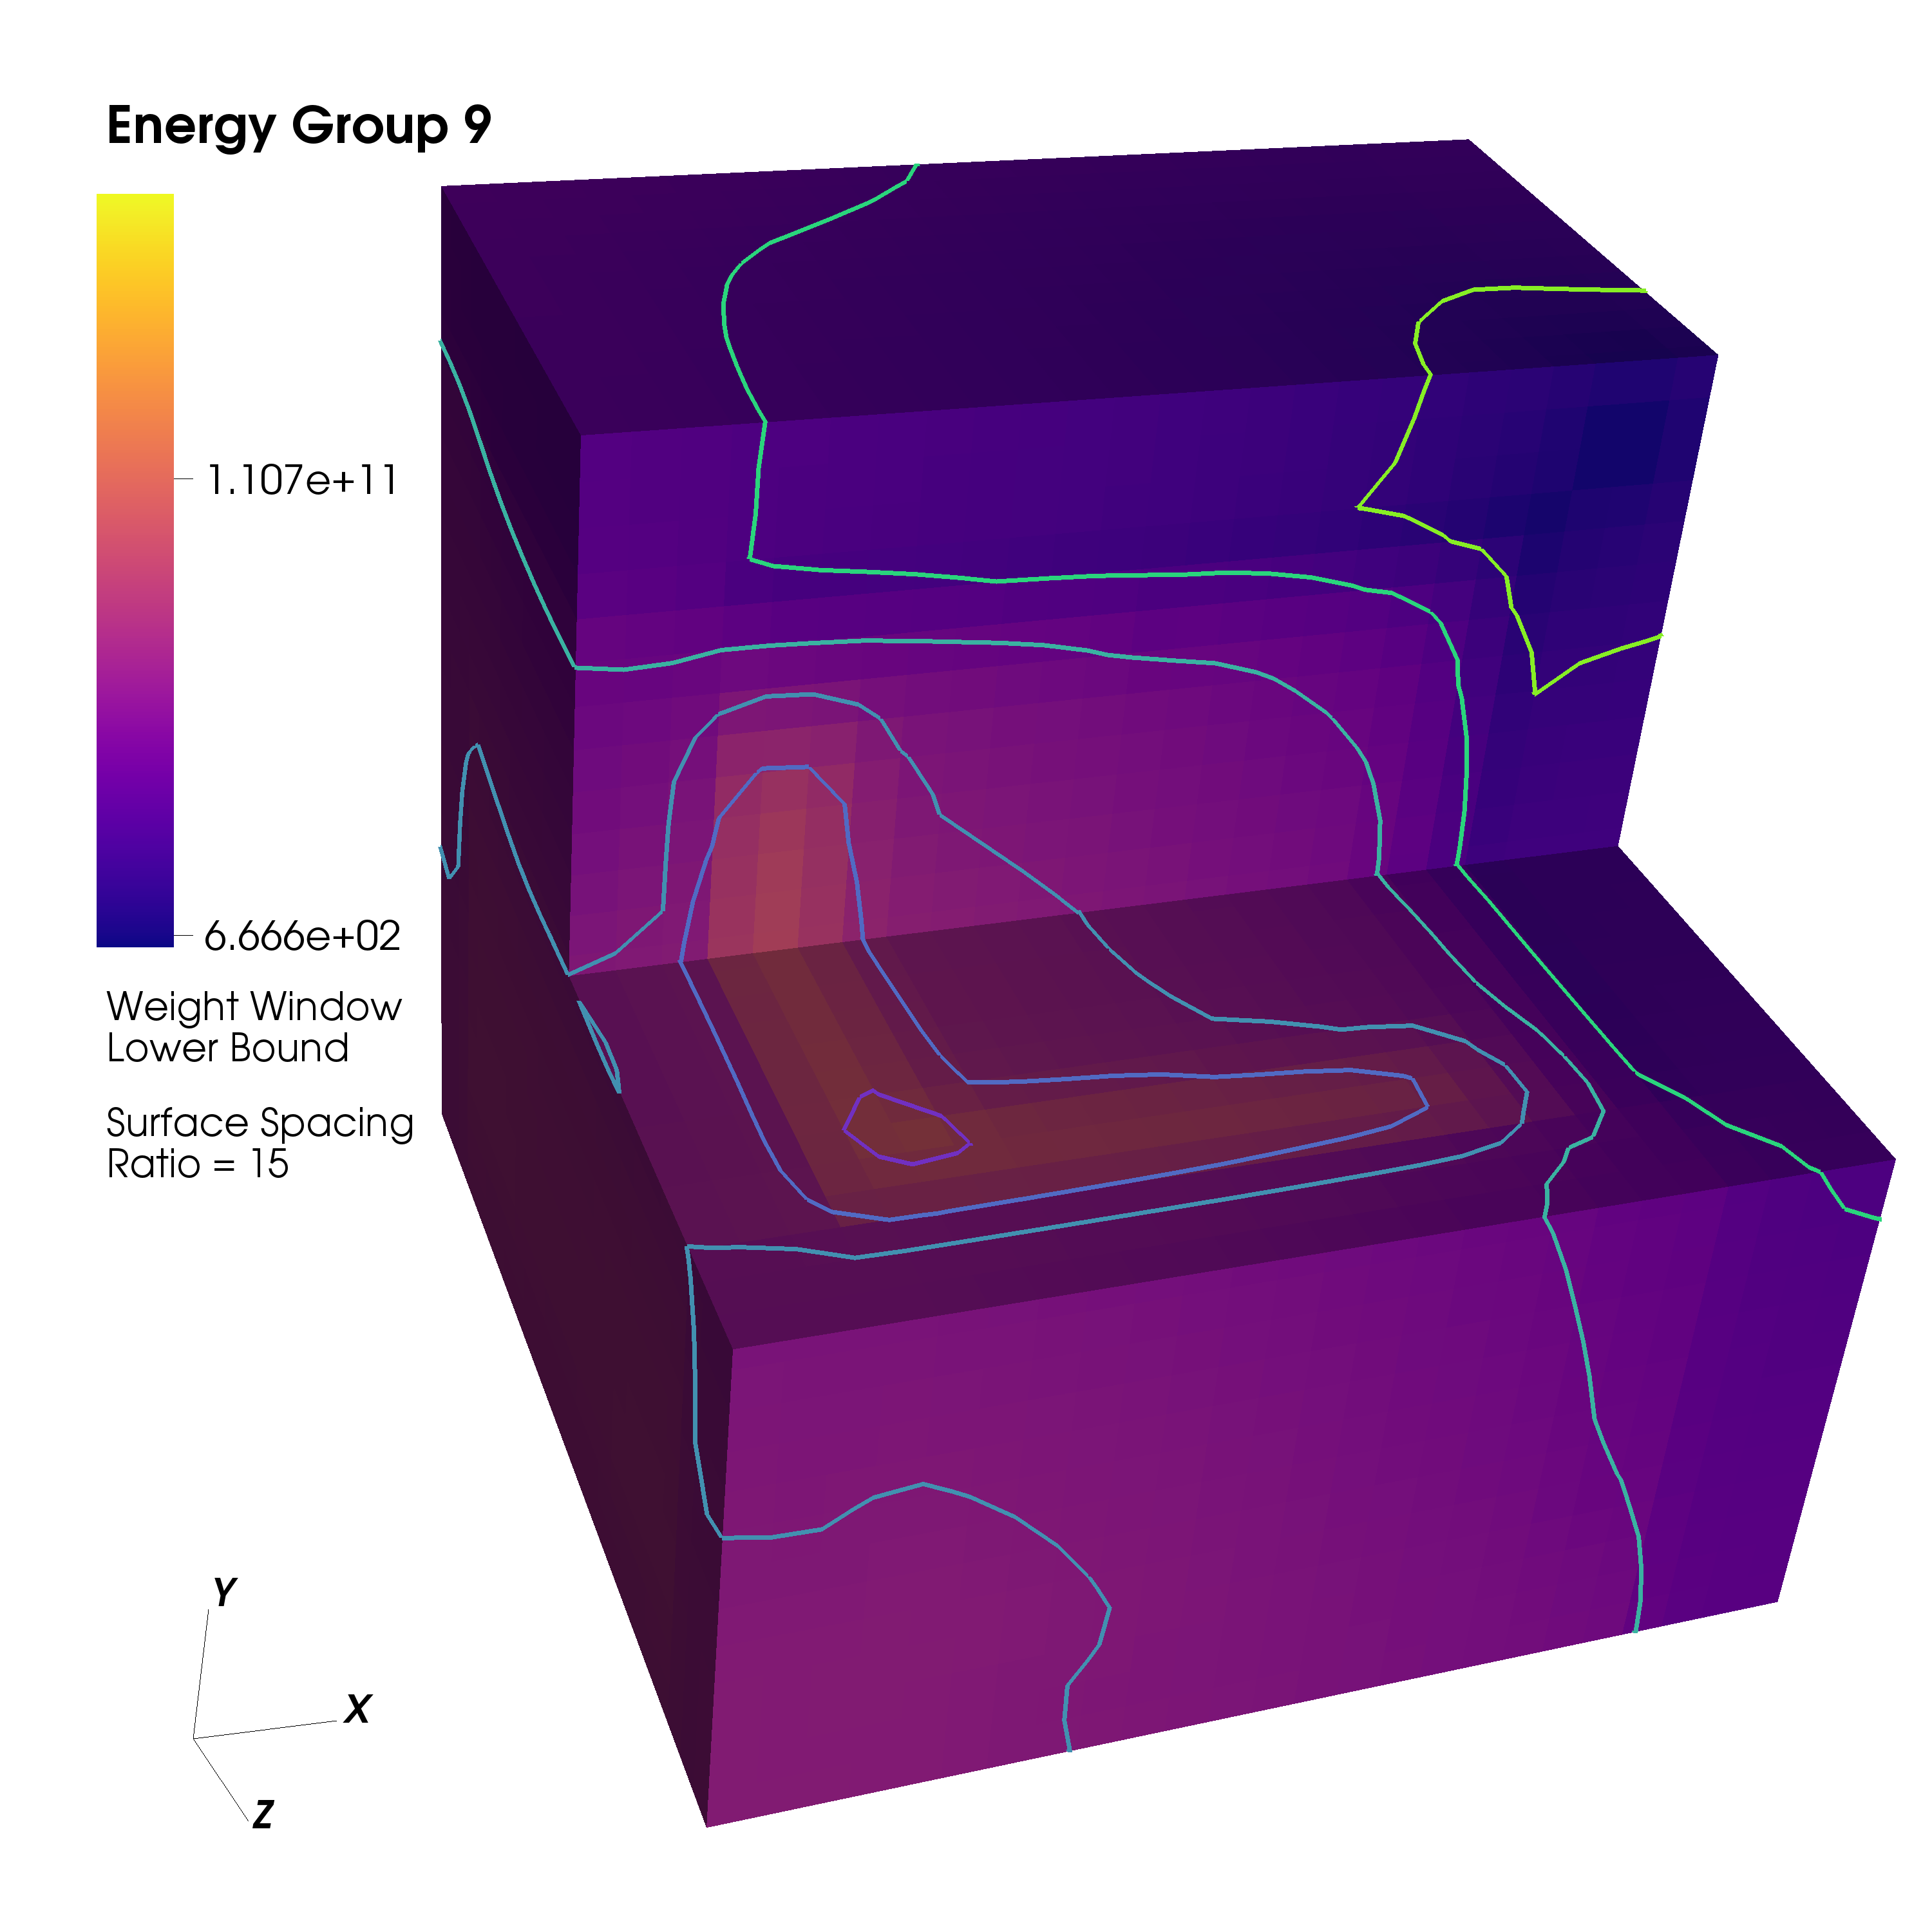 Energy Group 9
1.107e+11
6.666e+02
Weight Window
Lower Bound
Surface Spacing
Ratio = 15
Y
X
Z